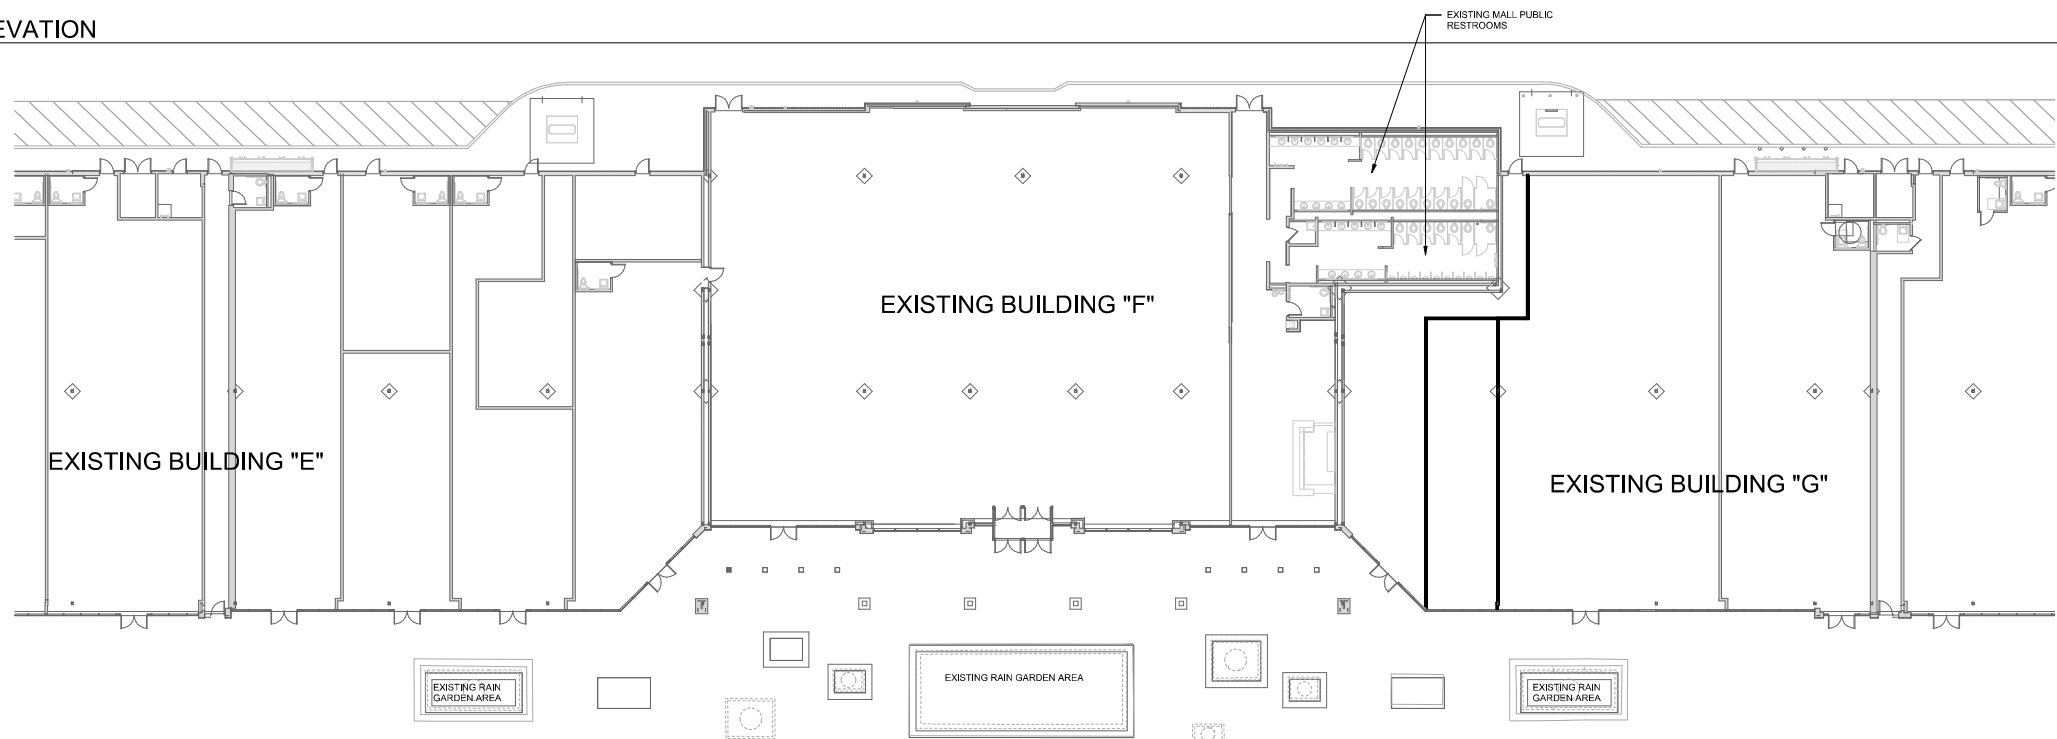 EVATION
EXISTING MALL PUBLIC
RESTROOMS
EXISTING BUILDING "F"
EXISTING BUILDING "E"
EXISTING BUILDING "G"
EXISTING RAIN
GARDEN AREA
EXISTING RAIN GARDEN AREA
EXISTING RAIN
GARDEN AREA